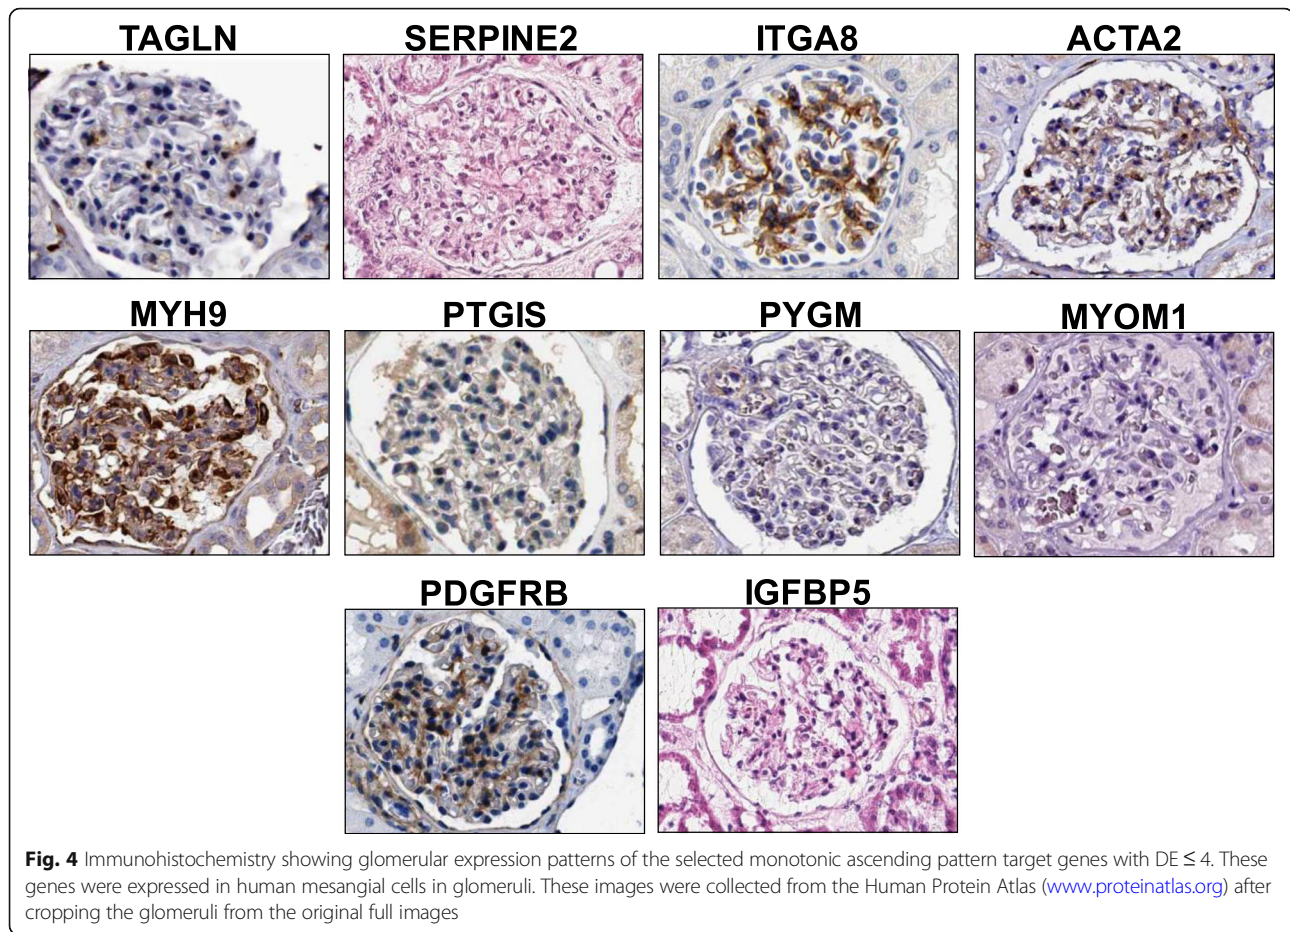 TAGLN SERPINE2 ITGA8 ACTA2
MYH9 PTGIS PYGM MYOM1
PDGFRB IGFBP5
Fig. 4 Immunohistochemistry showing glomerular expression patterns of the selected monotonic ascending pattern target genes with DE ≤ 4. These
genes were expressed in human mesangial cells in glomeruli. These images were collected from the Human Protein Atlas (www.proteinatlas.org) after
cropping the glomeruli from the original full images